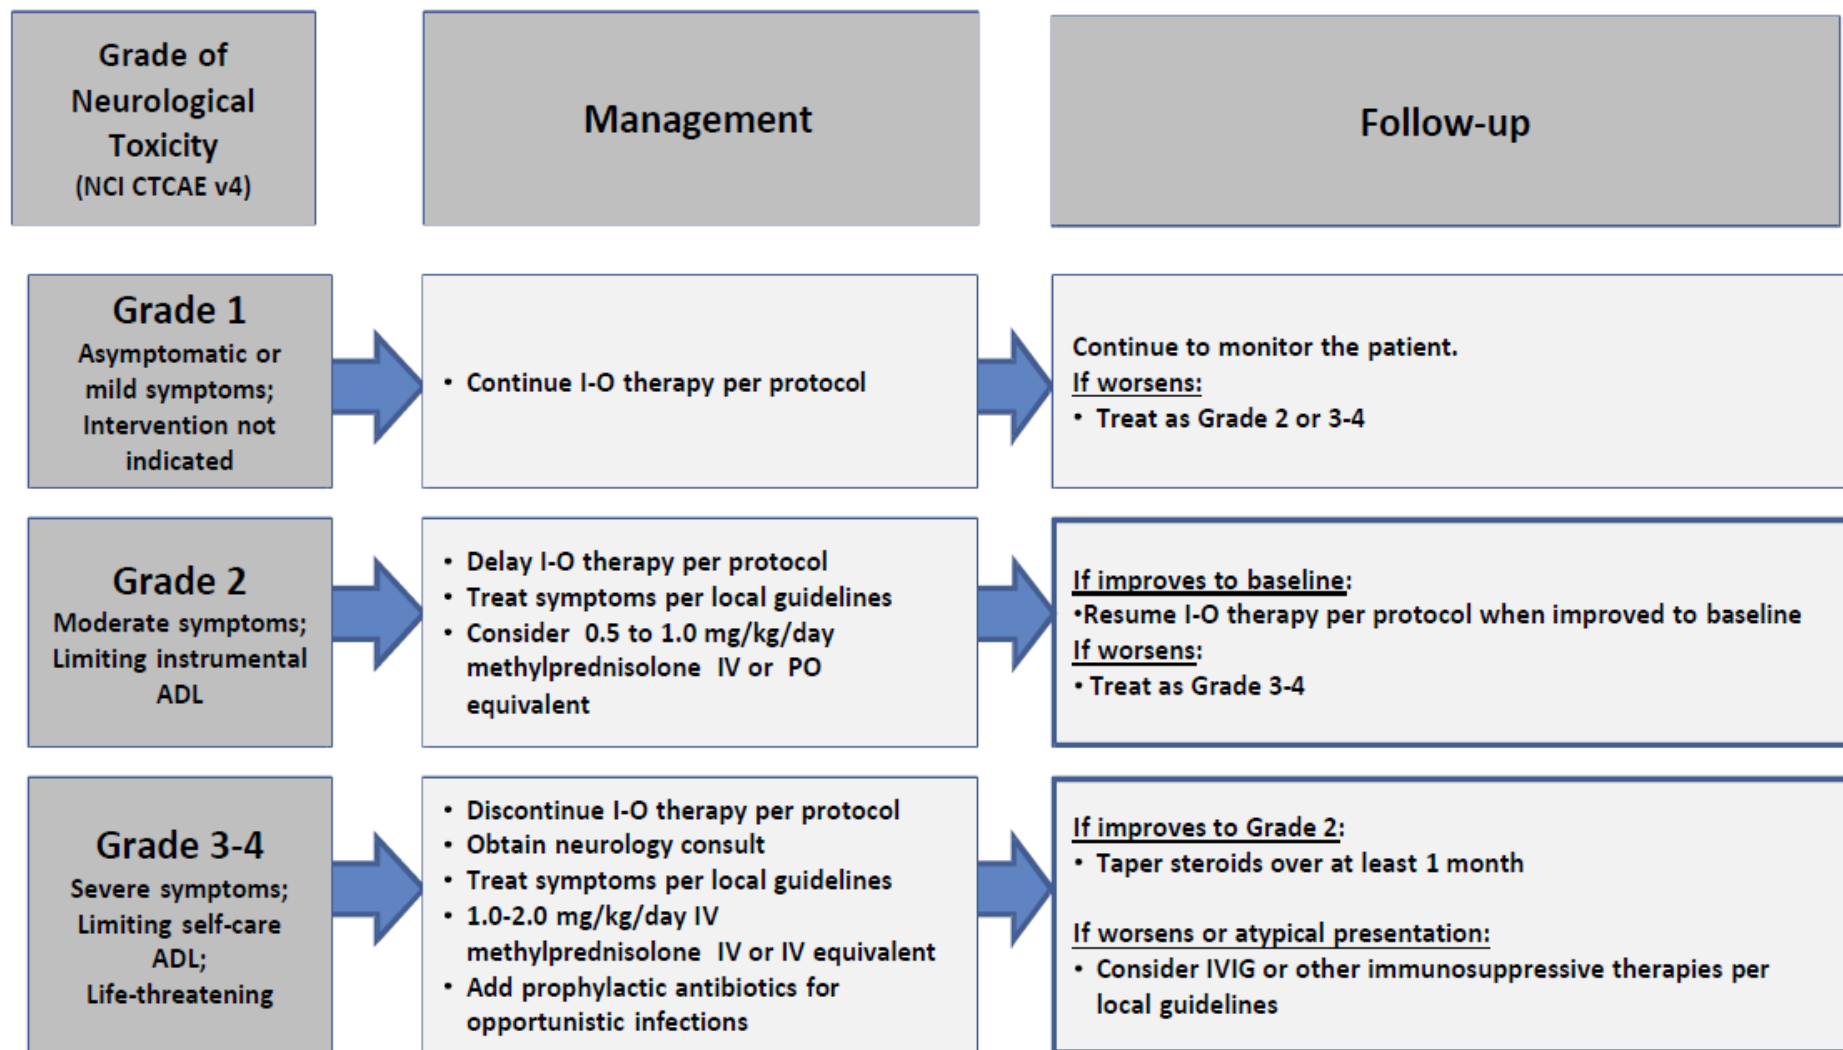 Grade of
Neurological
Toxicity
(NCI CTCAE v4)
Management
Follow-up
Grade 1
Asymptomatic or
mild symptoms;
Intervention not
indicated
• Continue I-O therapy per protocol
Continue to monitor the patient.
If worsens:
• Treat as Grade 2 or 3-4
Grade 2
Moderate symptoms;
Limiting instrumental
ADL
• Delay I-O therapy per protocol
• Treat symptoms per local guidelines
• Consider 0.5 to 1.0 mg/kg/day
methylprednisolone IV or PO
equivalent
If improves to baseline:
•Resume I-O therapy per protocol when improved to baseline
If worsens:
• Treat as Grade 3-4
Grade 3-4
Severe symptoms;
Limiting self-care
ADL;
Life-threatening
• Discontinue I-O therapy per protocol
• Obtain neurology consult
• Treat symptoms per local guidelines
• 1.0-2.0 mg/kg/day IV
methylprednisolone IV or IV equivalent
• Add prophylactic antibiotics for
opportunistic infections
If improves to Grade 2:
• Taper steroids over at least 1 month
If worsens or atypical presentation:
• Consider IVIG or other immunosuppressive therapies per
local guidelines